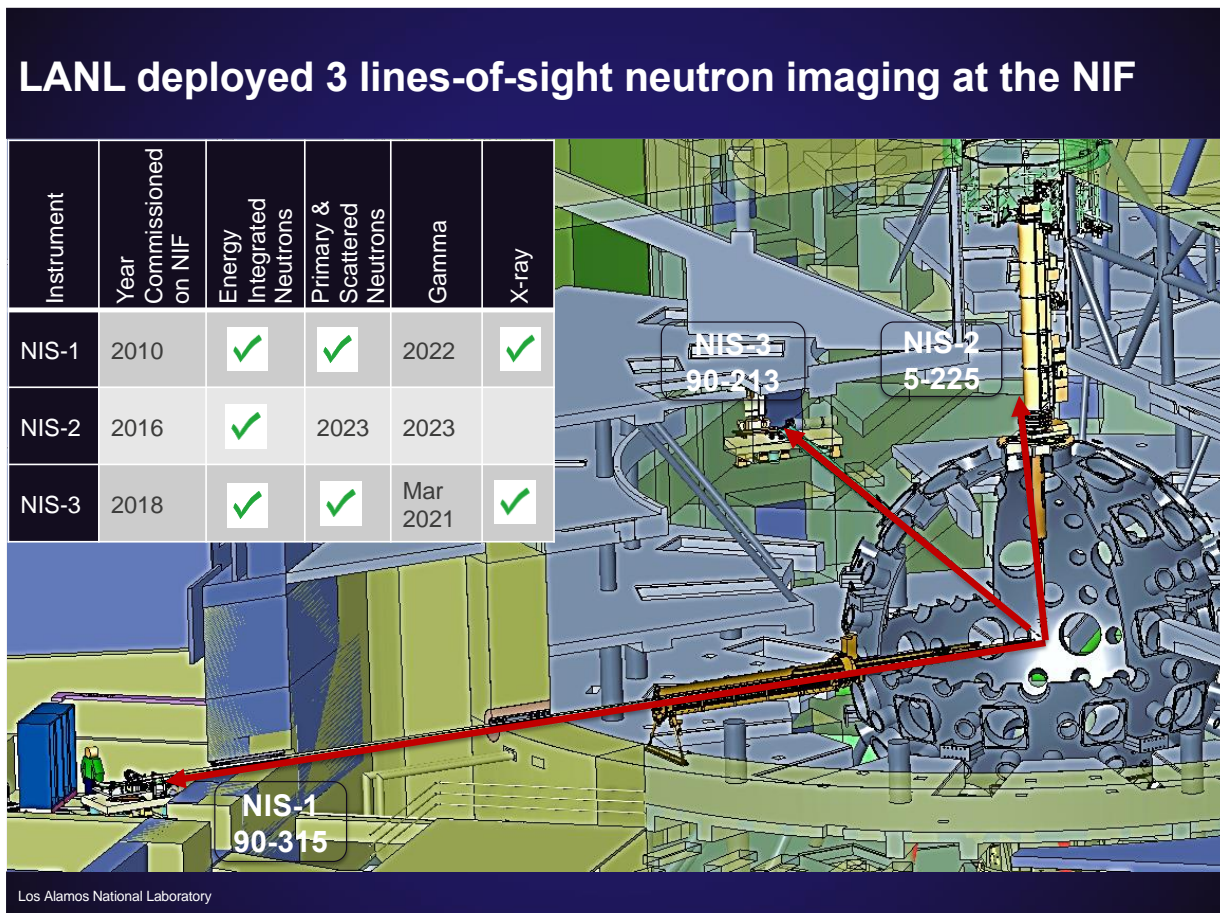 LANL deployed 3 lines-of-sight neutron imaging at the NIF
Instrument
Year
Commissioned
on NIF
Energy
Integrated
Neutrons
Primary &
Scattered
Neutrons
Gamma
X-ray
NIS-1
2010
2022
NIS-2
2016
2023
2023
NIS-3
2018
Mar
2021
NIS-3
90-213
NIS-2
5-225
NIS-1
90-315
Los Alamos National Laboratory